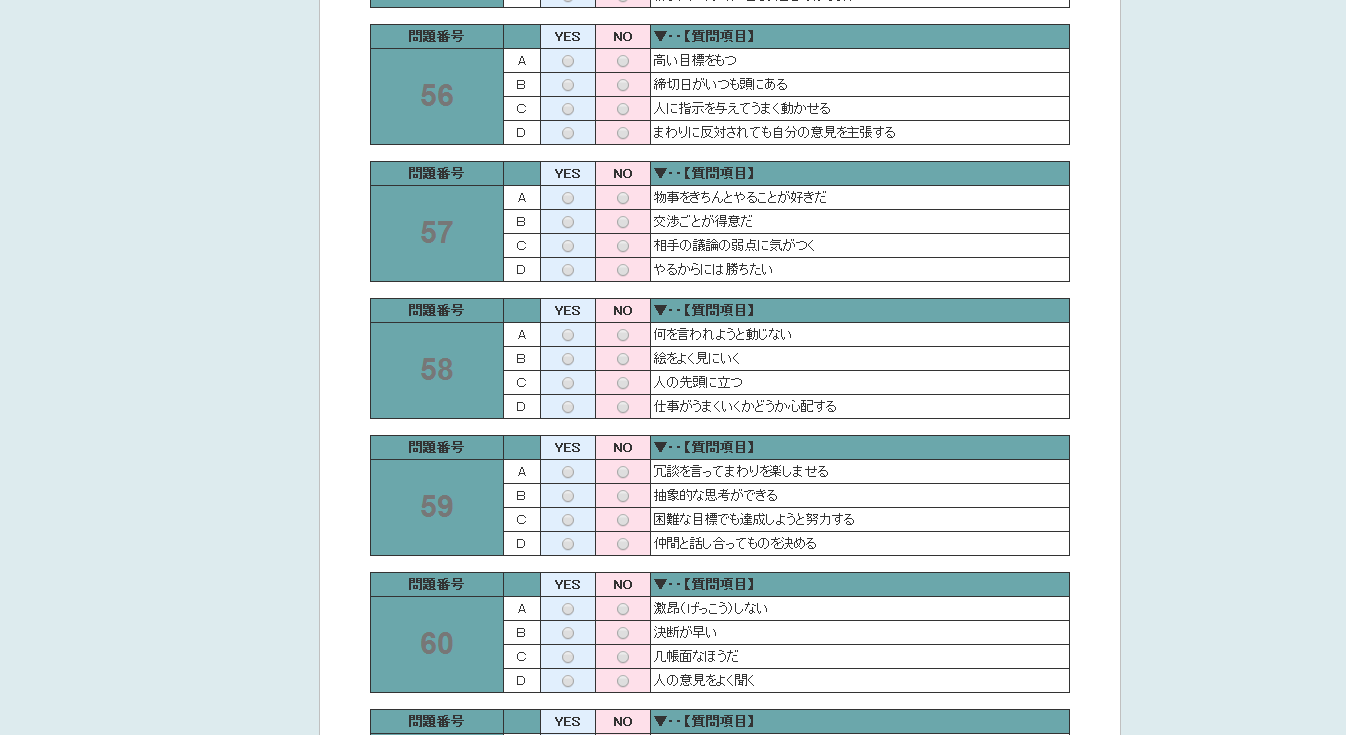 問題番号 YES NO ▼--【質問項目】
56
A 高い目標をもつ
B 締切日がいつも頭にある
C 人に指示を与えてうまく動かせる
D まわりに反対されても自分の意見を主張する
問題番号 YES NO ▼--【質問項目】
57
A 物事をきちんとやることが好きだ
B 交渉ごとが得意だ
C 相手の議論の弱点に気がつく
D やるからには勝ちたい
問題番号 YES NO ▼--【質問項目】
58
A 何を言われようと動じない
B 絵をよく見にいく
C 人の先頭に立つ
D 仕事がうまくいくかどうか心配する
問題番号 YES NO ▼--【質問項目】
59
A 冗談を言ってまわりを楽しませる
B 抽象的な思考ができる
C 困難な目標でも達成しようと努力する
D 仲間と話し合ってものを決める
問題番号 YES NO ▼--【質問項目】
60
A 激昂(げっこう)しない
B 決断が早い
C 几帳面なほうだ
D 人の意見をよく聞く
問題番号 YES NO ▼--【質問項目】